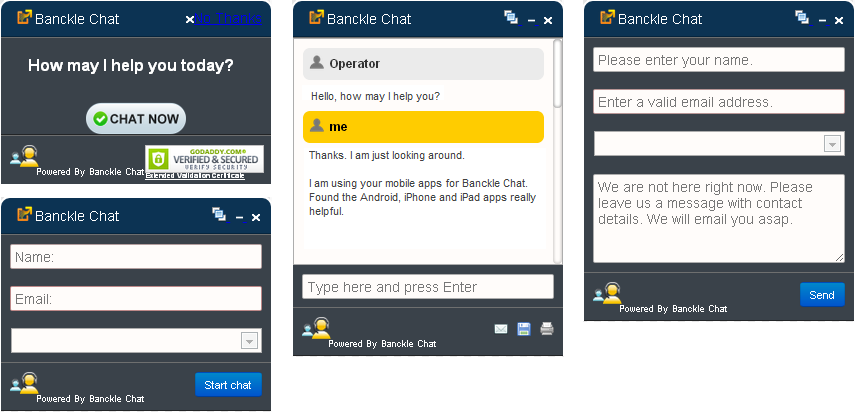 Banckle Chat
No Thanks
How may I help you today?
CHAT NOW
GODADDY.COM®
VERIFIED & SECURED
VERIFY SECURITY
Powered By Banckle Chat
Extended Validation Certificate
Banckle Chat
Name:
Email:
Start chat
Powered By Banckle Chat
Banckle Chat
Operator
Hello, how may I help you?
me
Thanks. I am just looking around.
I am using your mobile apps for Banckle Chat.
Found the Android, iPhone and iPad apps really
helpful.
Type here and press Enter
Powered By Banckle Chat
Banckle Chat
Please enter your name.
Enter a valid email address.
We are not here right now. Please
leave us a message with contact
details. We will email you asap.
Send
Powered By Banckle Chat